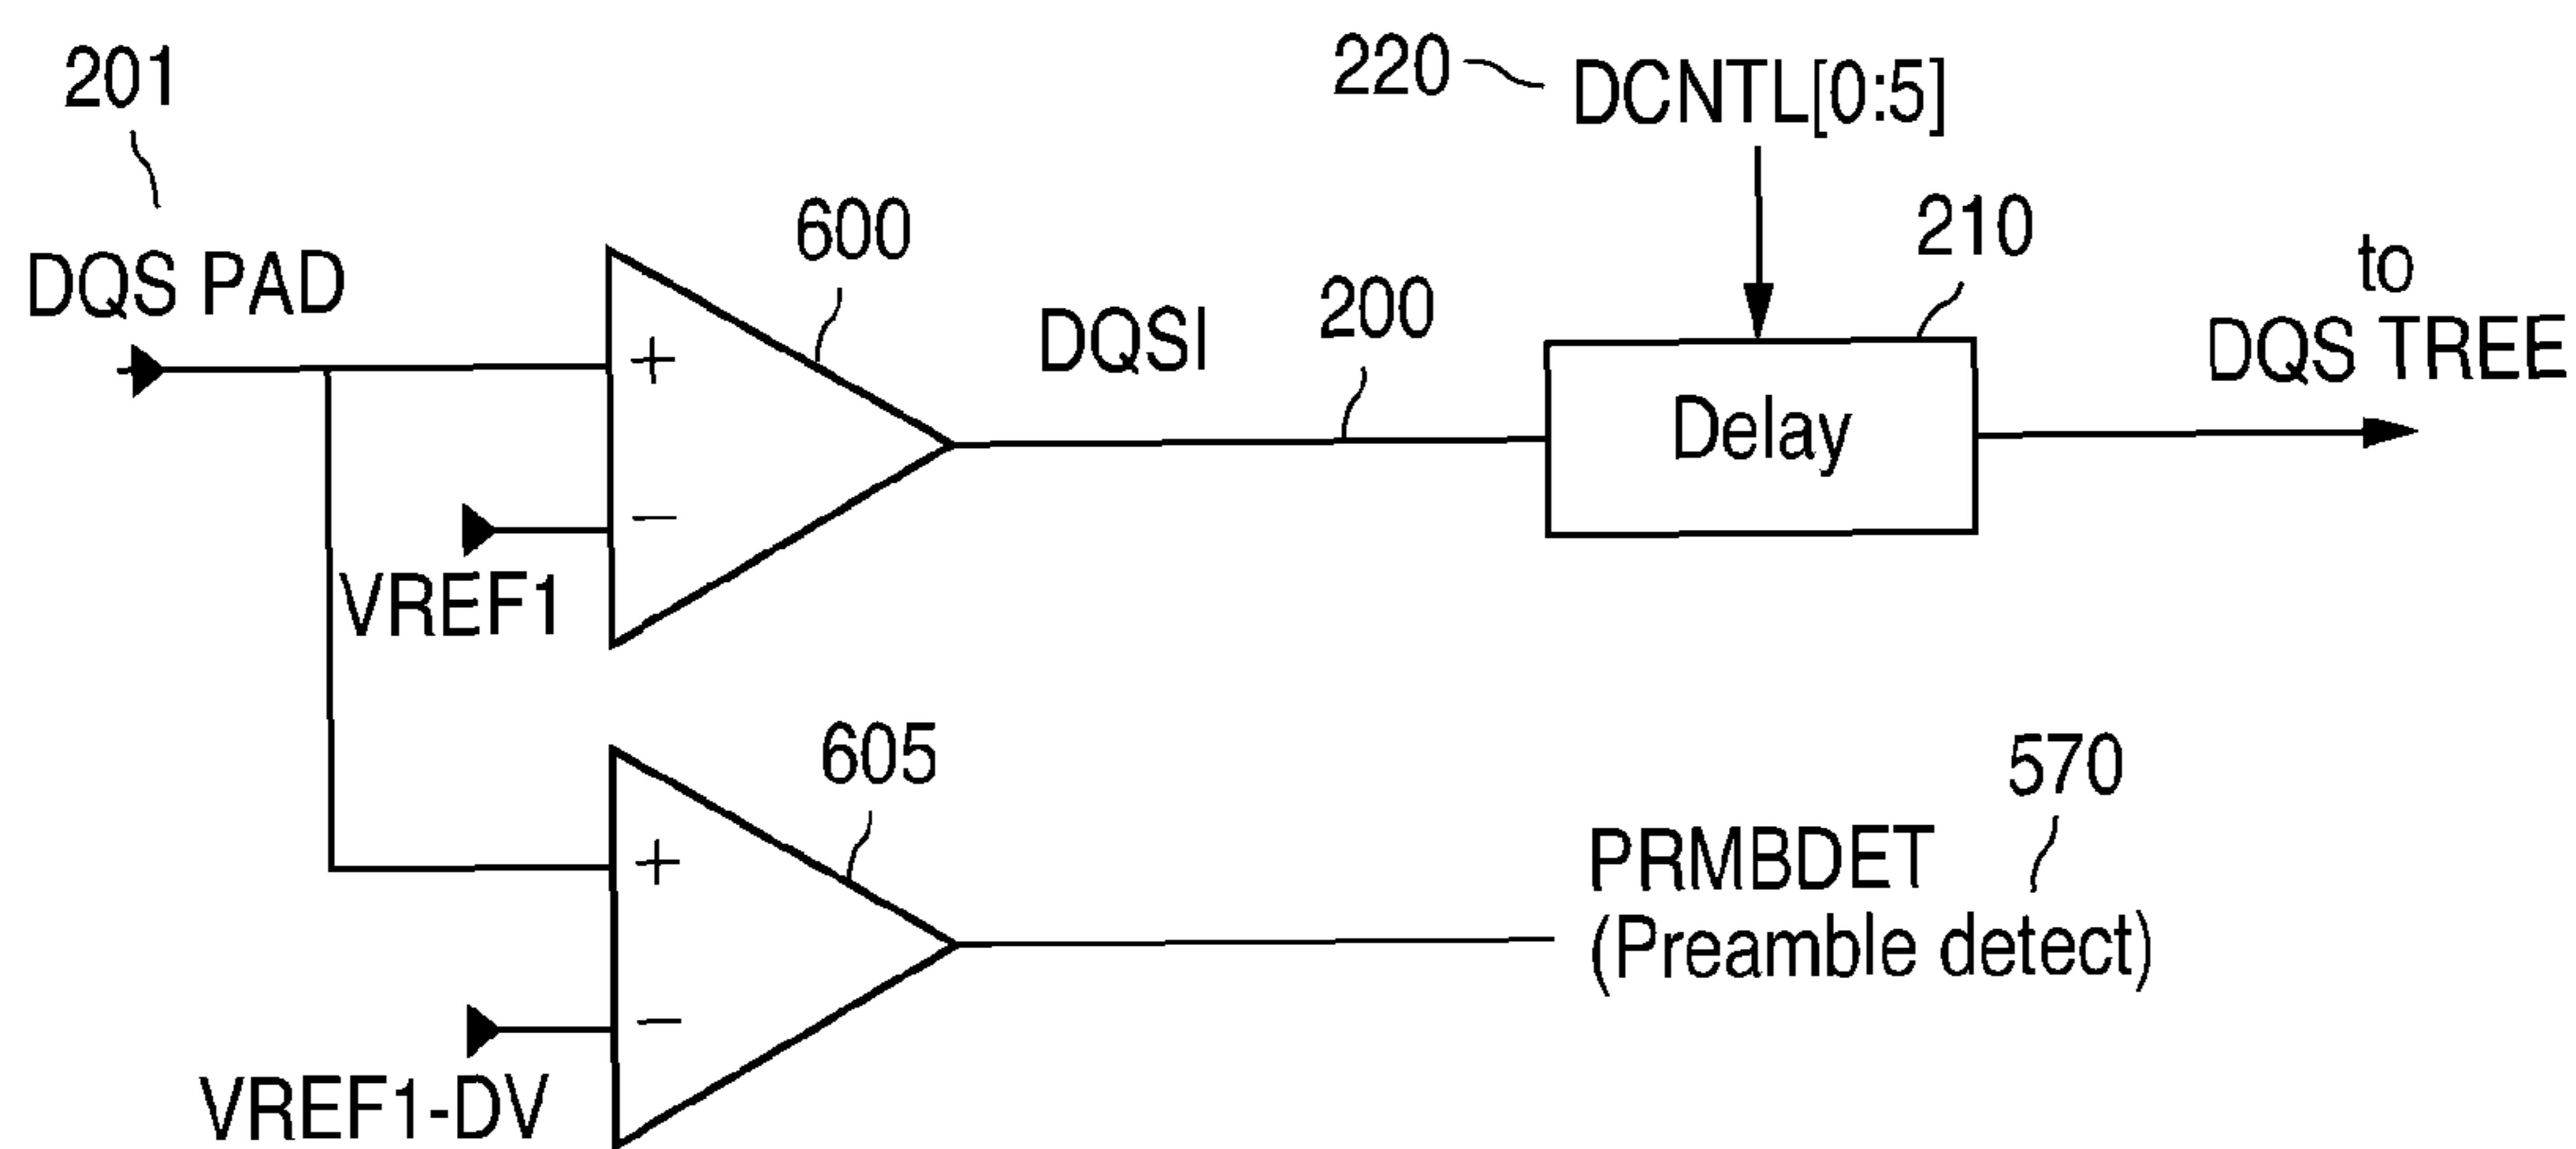 201
220
DCNTL[0:5]
DQS PAD
600
210
to
DQS TREE
DQSI
200
+
Delay
−
VREF1
605
570
+
PRMBDET
(Preamble detect)
−
VREF1-DV